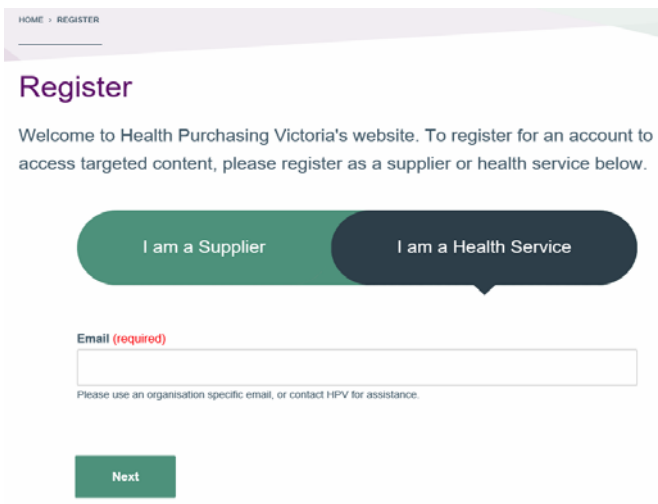 HOME › REGISTER
Register
Welcome to Health Purchasing Victoria's website. To register for an account to
access targeted content, please register as a supplier or health service below.
I am a Supplier
I am a Health Service
Email (required)
Please use an organisation specific email, or contact HPV for assistance.
Next